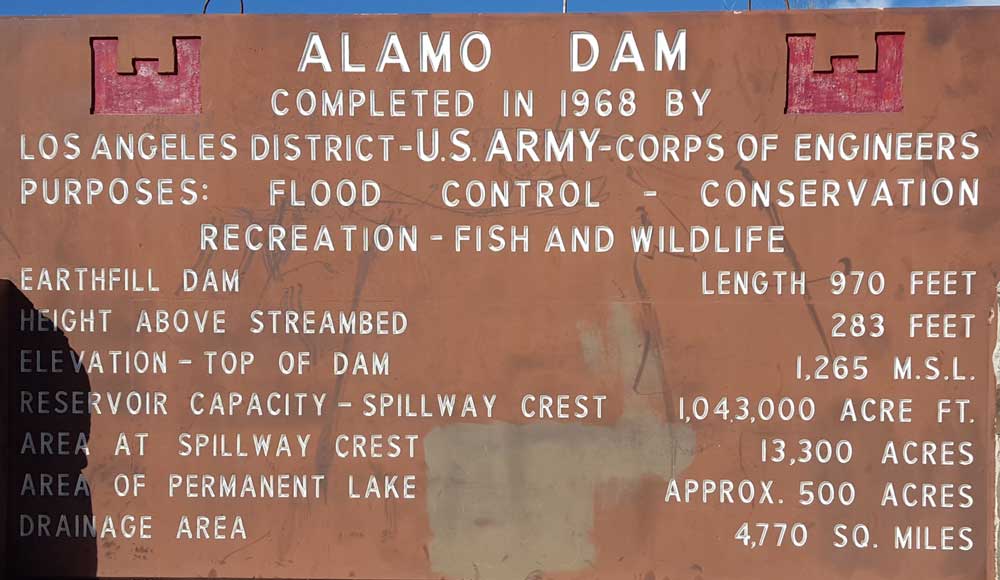 ALAMO DAM
COMPLETED IN 1968 BY
LOS ANGELES DISTRICT-U.S. ARMY-CORPS OF ENGINEERS
PURPOSES: FLOOD CONTROL - CONSERVATION
RECREATION - FISH AND WILDLIFE
EARTHFILL DAM LENGTH 970 FEET
HEIGHT ABOVE STREAMBED 283 FEET
ELEVATION - TOP OF DAM 1,265 M.S.L.
RESERVOIR CAPACITY - SPILLWAY CREST 1,043,000 ACRE FT.
AREA AT SPILLWAY CREST 13,300 ACRES
AREA OF PERMANENT LAKE APPROX. 500 ACRES
DRAINAGE AREA 4,770 SQ. MILES